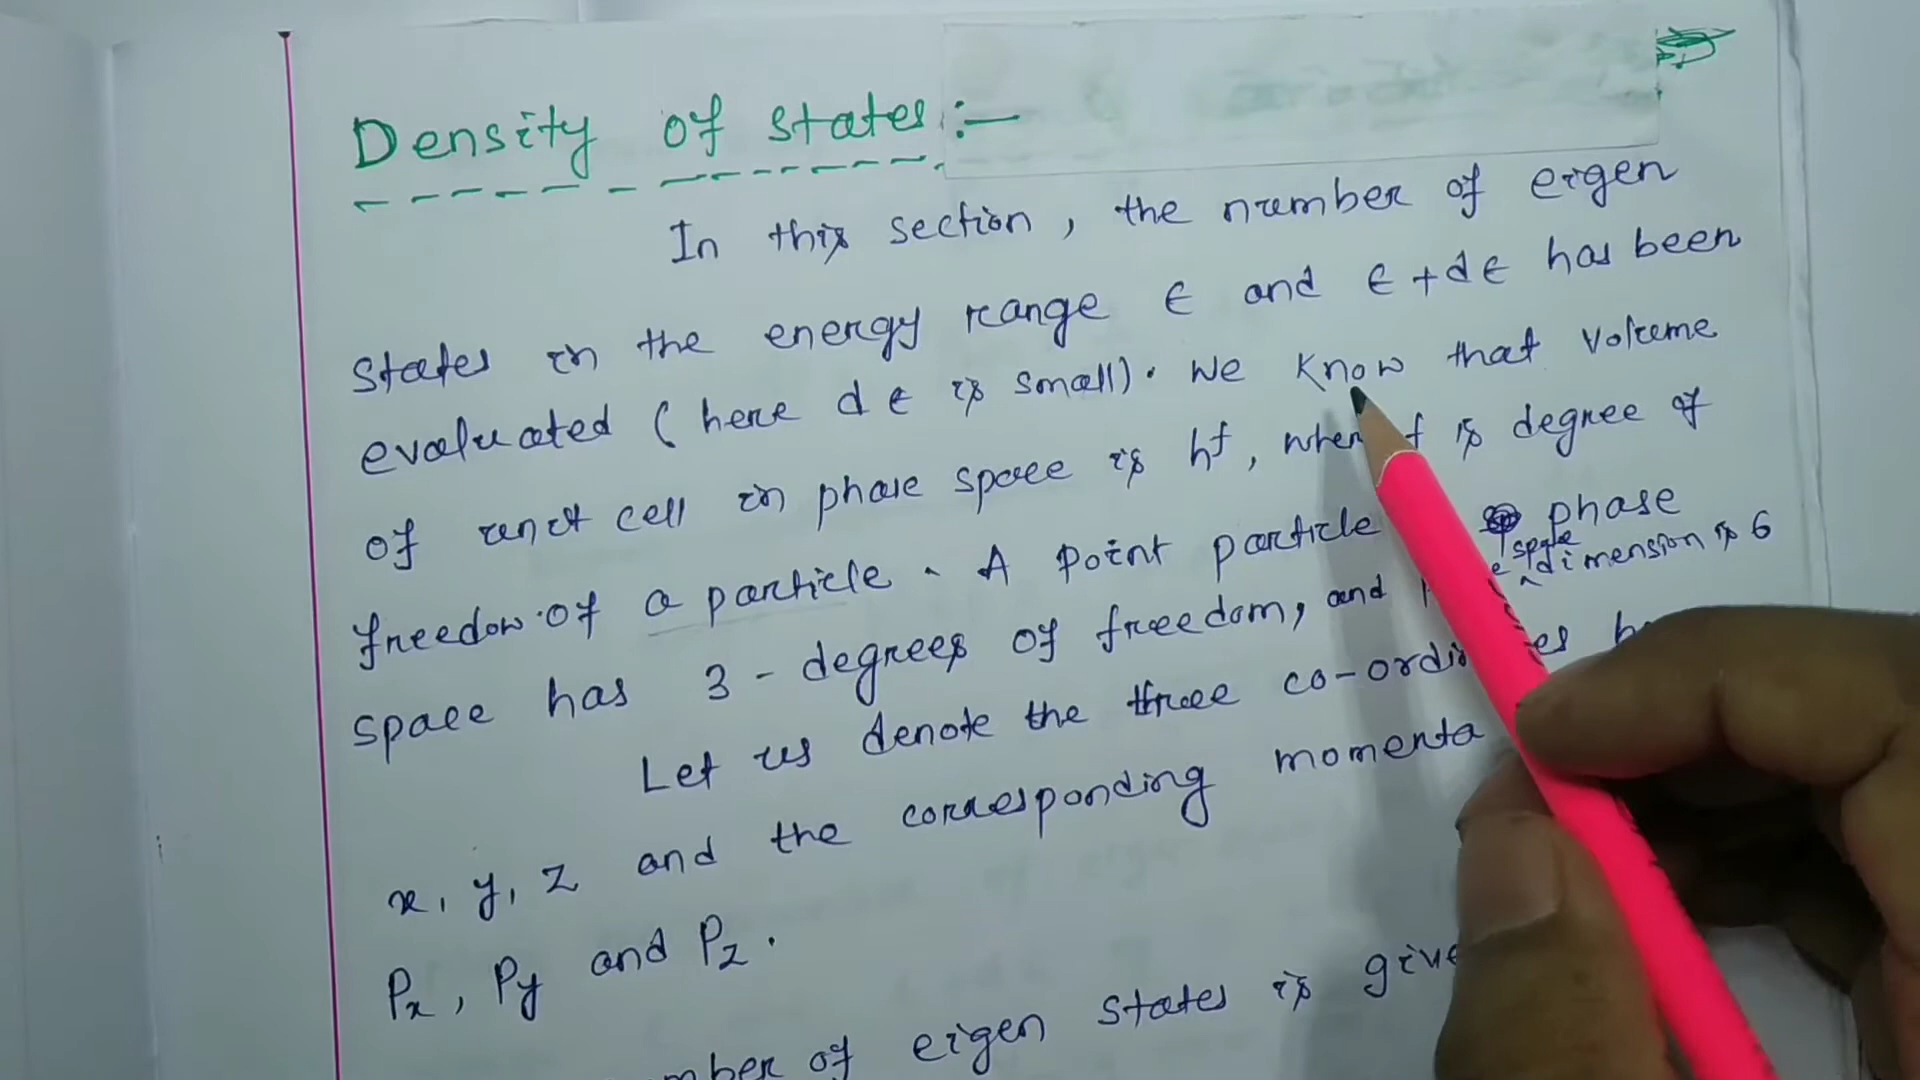 Density of states :-
In this section, the number of eigen
states in the energy range ϵ and ϵ+dϵ has been
evaluated (here dϵ is small). We know that volume
of unit cell in phase space is h^f, when f is degree of
freedom of a particle. A point particle phase
space dimension is 6
space has 3-degrees of freedom, and
Let us denote the three co-ordi es
x, y, z and the corresponding momenta
Px, Py and Pz.
mber of eigen states is give